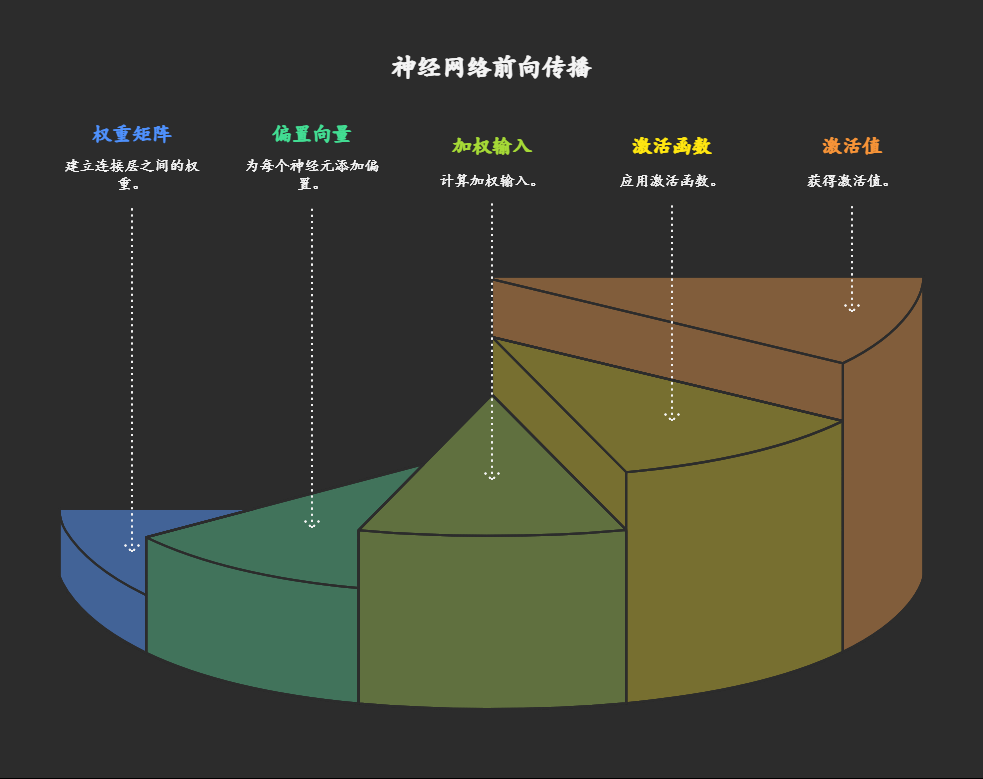 神经网络前向传播
权重矩阵
建立连接层之间的权
重。
偏置向量
为每个神经元添加偏
置。
加权输入
计算加权输入。
激活函数
应用激活函数。
激活值
获得激活值。